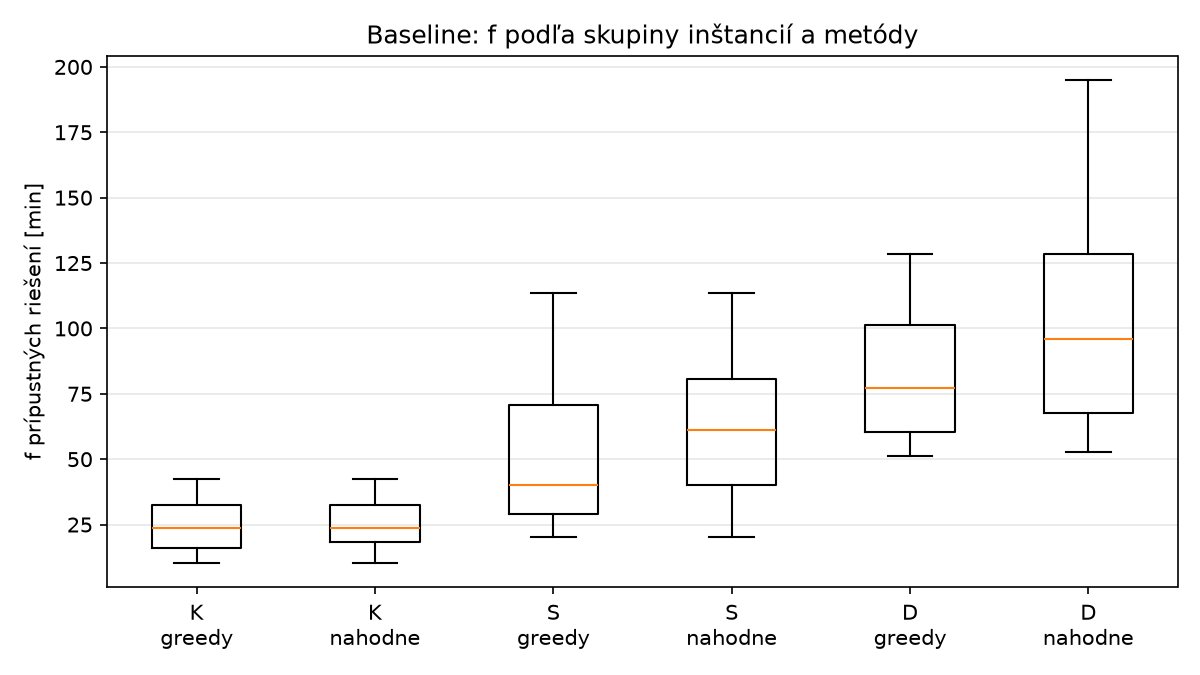 Baseline: f podľa skupiny inštancií a metódy
f prípustných riešení [min]
200
175
150
125
100
75
50
25
K
greedy
K
nahodne
S
greedy
S
nahodne
D
greedy
D
nahodne